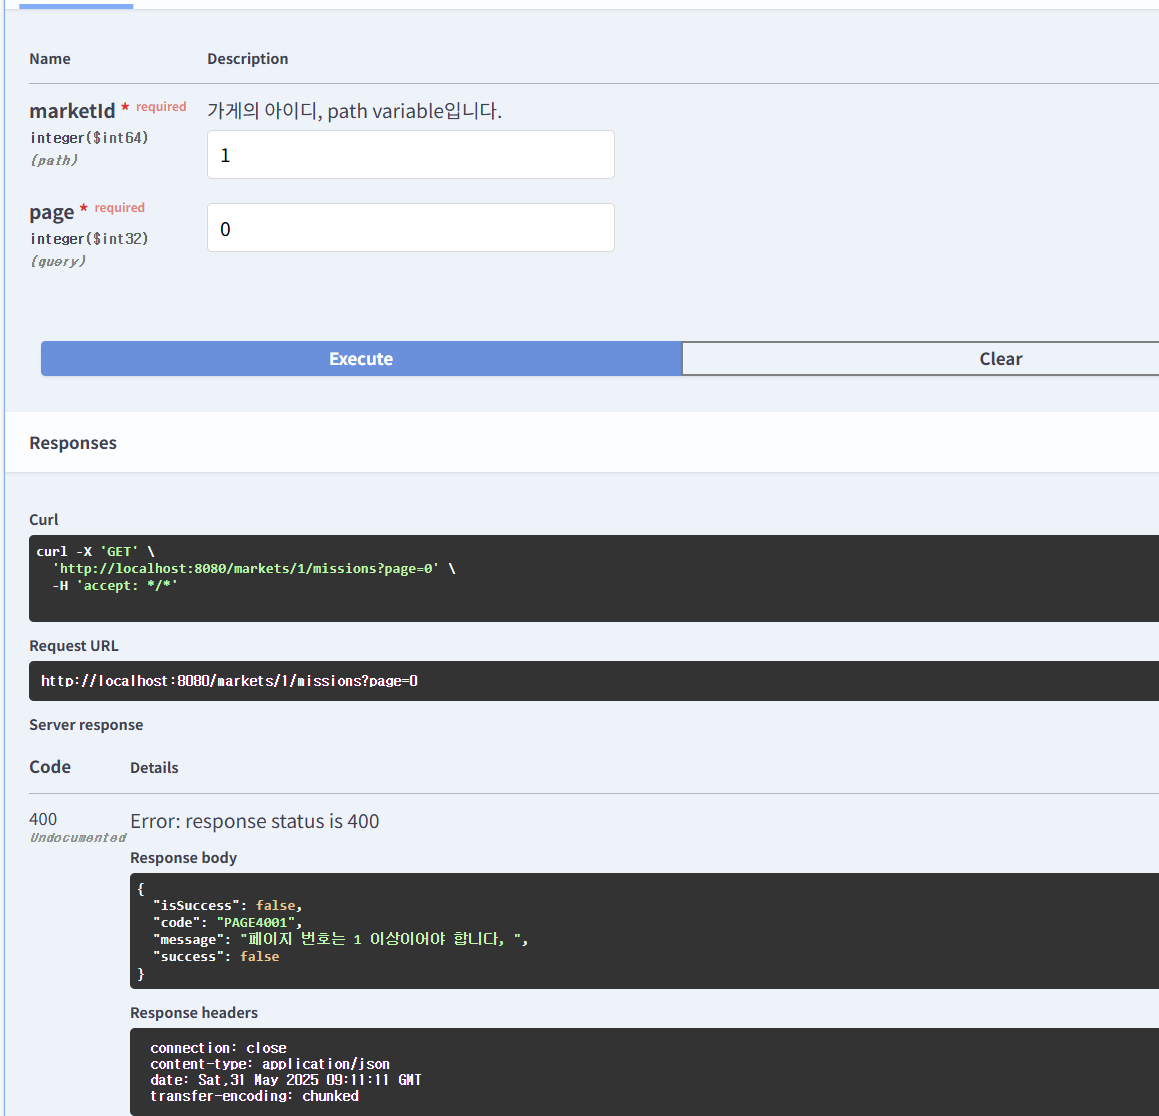 Name Description
marketId * required 가게의 아이디, path variable입니다.
integer($int64)
(path)
1
page * required
integer($int32)
(query)
0
Execute Clear
Responses
Curl
curl -X 'GET' \
'http://localhost:8080/markets/1/missions?page=0' \
-H 'accept: */*'
Request URL
http://localhost:8080/markets/1/missions?page=0
Server response
Code Details
400 Error: response status is 400
Undocumented
Response body
{
"isSuccess": false,
"code": "PAGE4001",
"message": "페이지 번호는 1 이상이어야 합니다, ",
"success": false
}
Response headers
connection: close
content-type: application/json
date: Sat,31 May 2025 09:11:11 GMT
transfer-encoding: chunked